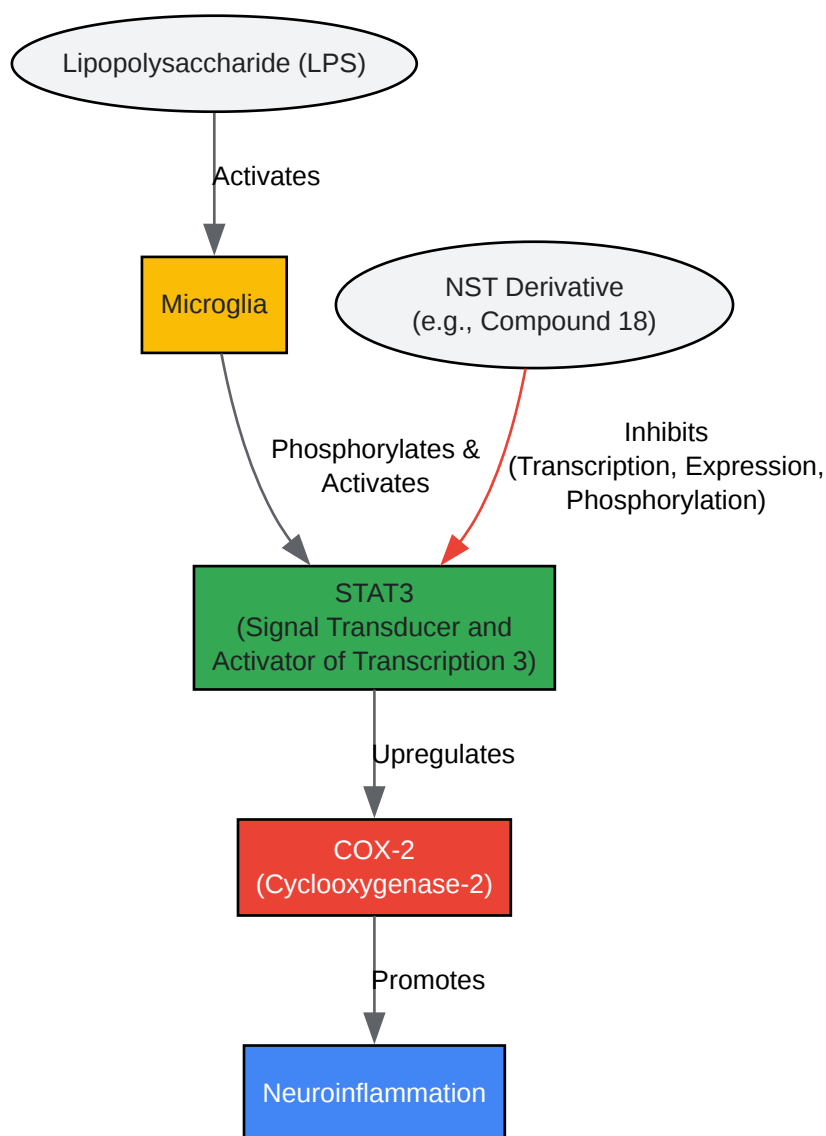 Lipopolysaccharide (LPS)
Activates
Microglia
NST Derivative
(e.g., Compound 18)
Phosphorylates &
Activates
Inhibits
(Transcription, Expression,
Phosphorylation)
STAT3
(Signal Transducer and
Activator of Transcription 3)
Upregulates
COX-2
(Cyclooxygenase-2)
Promotes
Neuroinflammation